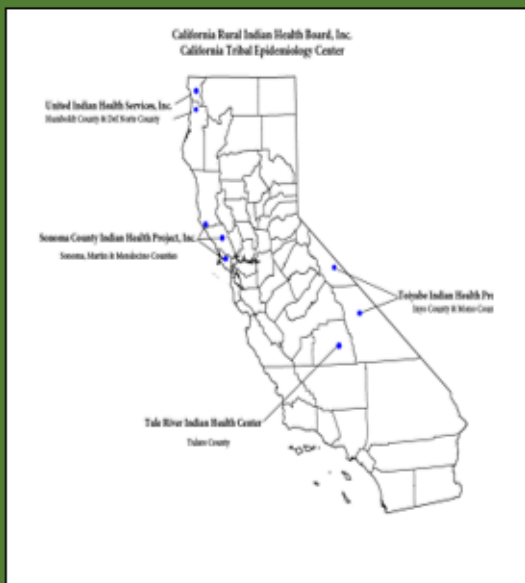 California Rural Indian Health Board, Inc.
California Tribal Epidemiology Center
United Indian Health Services, Inc.
Humboldt County & Del Norte County
Sonoma County Indian Health Project, Inc.
Sonoma, Martin & Mendocino Counties
Toiyabe Indian Health Pro
Inyo County & Mono Coun
Tule River Indian Health Center
Tulare County